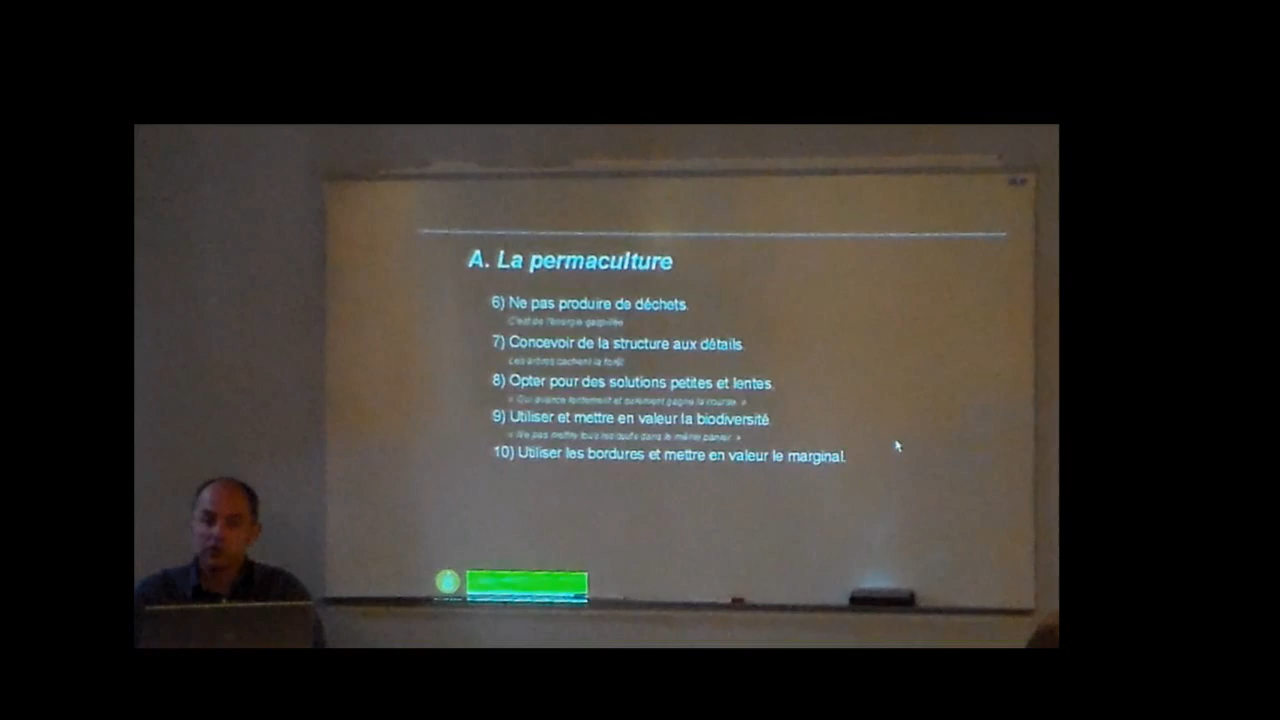 A. La permaculture
6) Ne pas produire de déchets.
C'est de l'énergie gaspillée
7) Concevoir de la structure aux détails.
Les arbres cachent la forêt
8) Opter pour des solutions petites et lentes.
« Qui avance lentement et surement gagne la course. »
9) Utiliser et mettre en valeur la biodiversité.
« Ne pas mettre tous les œufs dans le même panier. »
10) Utiliser les bordures et mettre en valeur le marginal.